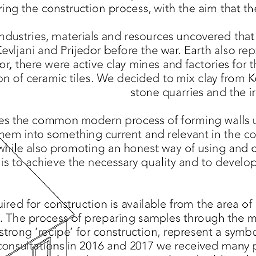 ring the construction process, with the aim that the
ndustries, materials and resources uncovered that
Kevljani and Prijedor before the war. Earth also rep
or, there were active clay mines and factories for th
on of ceramic tiles. We decided to mix clay from K
stone quarries and the ir
es the common modern process of forming walls u
hem into something current and relevant in the co
while also promoting an honest way of using and c
is to achieve the necessary quality and to develop
uired for construction is available from the area of
. The process of preparing samples through the m
strong 'recipe' for construction, represent a symbo
consultations in 2016 and 2017 we received many p